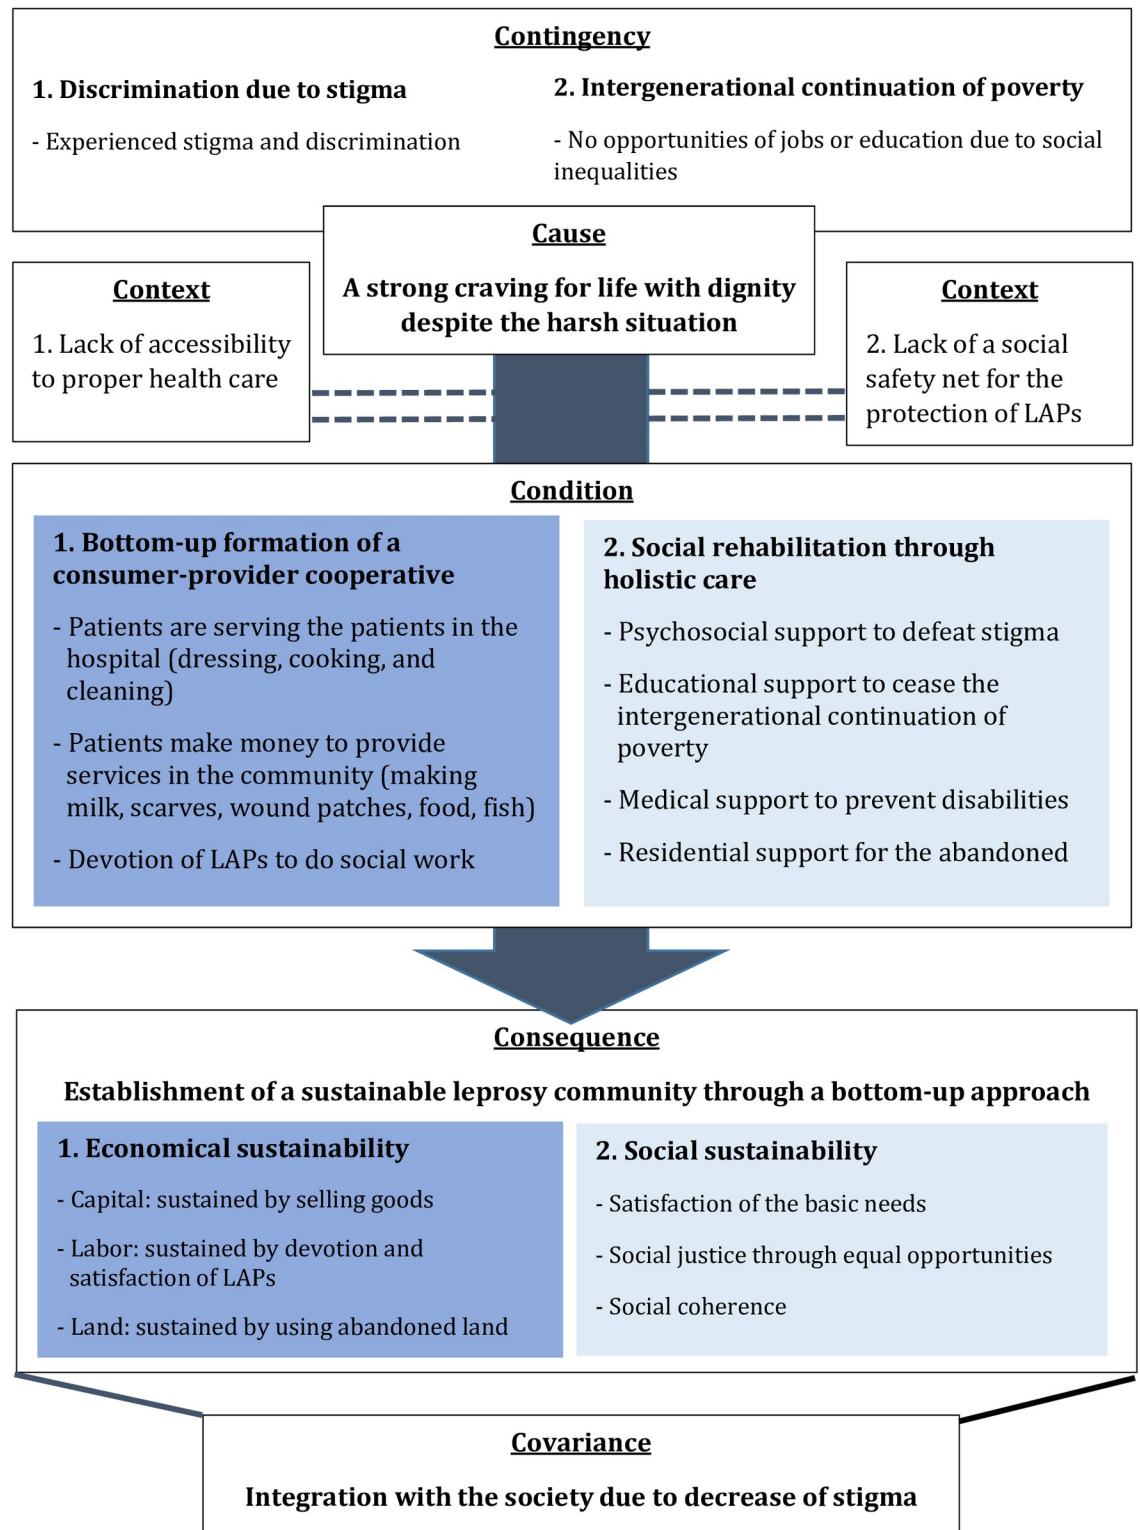 Contingency
1. Discrimination due to stigma
- Experienced stigma and discrimination
2. Intergenerational continuation of poverty
- No opportunities of jobs or education due to social
inequalities
Cause
A strong craving for life with dignity
despite the harsh situation
Context
1. Lack of accessibility
to proper health care
Context
2. Lack of a social
safety net for the
protection of LAPs
Condition
1. Bottom-up formation of a
consumer-provider cooperative
- Patients are serving the patients in the
hospital (dressing, cooking, and
cleaning)
- Patients make money to provide
services in the community (making
milk, scarves, wound patches, food, fish)
- Devotion of LAPs to do social work
2. Social rehabilitation through
holistic care
- Psychosocial support to defeat stigma
- Educational support to cease the
intergenerational continuation of
poverty
- Medical support to prevent disabilities
- Residential support for the abandoned
Consequence
Establishment of a sustainable leprosy community through a bottom-up approach
1. Economical sustainability
- Capital: sustained by selling goods
- Labor: sustained by devotion and
satisfaction of LAPs
- Land: sustained by using abandoned land
2. Social sustainability
- Satisfaction of the basic needs
- Social justice through equal opportunities
- Social coherence
Covariance
Integration with the society due to decrease of stigma